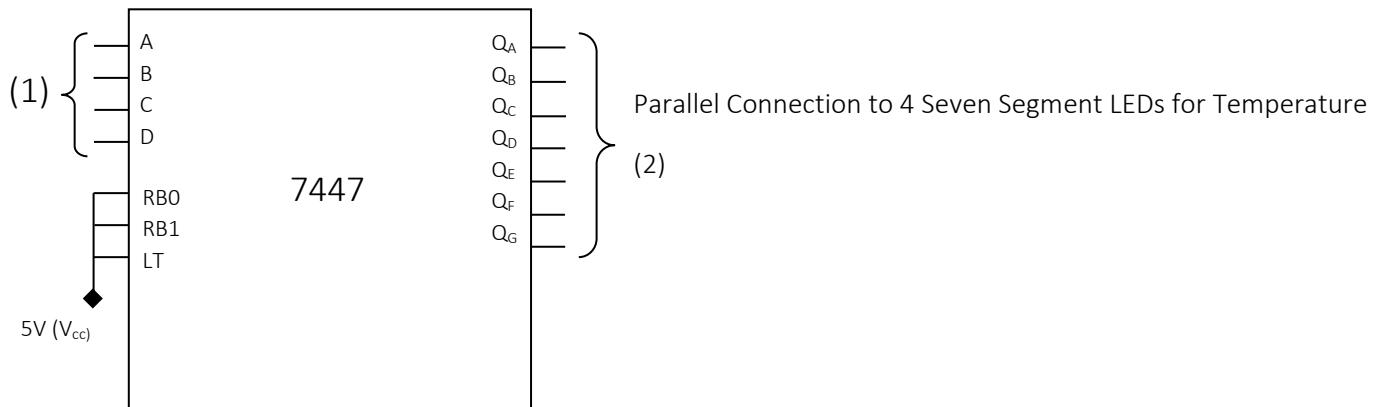 (1)
A
B
C
D
RB0
RB1
LT
5V (Vcc)
7447
QA
QB
QC
QD
QE
QF
QG
Parallel Connection to 4 Seven Segment LEDs for Temperature
(2)